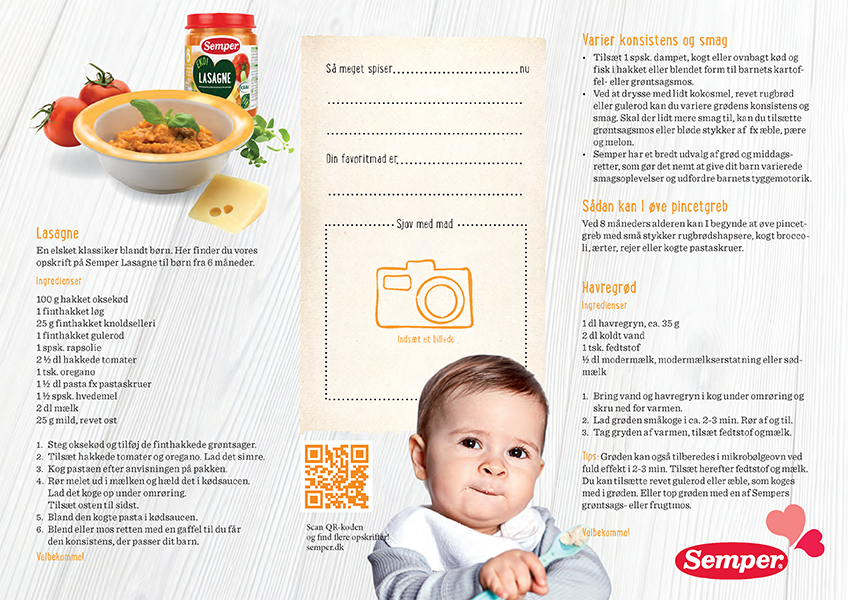 Semper
ØKO!
LASAGNE
Lasagne
En elsket klassiker blandt børn. Her finder du vores
opskrift på Semper Lasagne til børn fra 6 måneder.
Ingredienser
100 g hakket oksekød
1 finthakket løg
25 g finthakket knoldselleri
1 finthakket gulerod
1 spsk. rapsolie
2 ½ dl hakkede tomater
1 tsk. oregano
1 ½ dl pasta fx pastaskruer
1 ½ spsk. hvedemel
2 dl mælk
25 g mild, revet ost
1. Steg oksekød og tilføj de finthakkede grøntsager.
2. Tilsæt hakkede tomater og oregano. Lad det simre.
3. Kog pastaen efter anvisningen på pakken.
4. Rør melet ud i mælken og hæld det i kødsaucen.
Lad det koge op under omrøring.
Tilsæt osten til sidst.
5. Bland den kogte pasta i kødsaucen.
6. Blend eller mos retten med en gaffel til du får
den konsistens, der passer dit barn.
Velbekomme!
Så meget spiser nu
Din favoritmad er
Sjov med mad
Indsæt et billede
Scan QR-koden
og find flere opskrifter!
semper.dk
Varier konsistens og smag
• Tilsæt 1 spsk. dampet, kogt eller ovnbagt kød og
fisk i hakket eller blendet form til barnets kartof-
fel- eller grøntsagsmos.
• Ved at drysse med lidt kokosmel, revet rugbrød
eller gulerod kan du variere grødens konsistens og
smag. Skal der lidt mere smag til, kan du tilsætte
grøntsagsmos eller bløde stykker af fx æble, pære
og melon.
• Semper har et bredt udvalg af grød og middags-
retter, som gør det nemt at give dit barn varierede
smagsoplevelser og udfordre barnets tyggemotorik.
Sådan kan I øve pincetgreb
Ved 8 måneders alderen kan I begynde at øve pincet-
greb med små stykker rugbrødshapsere, kogt brocco-
li, ærter, rejer eller kogte pastaskruer.
Havregrød
Ingredienser
1 dl havregryn, ca. 35 g
2 dl koldt vand
1 tsk. fedtstof
½ dl modermælk, modermælkserstatning eller sød-
mælk
1. Bring vand og havregryn i kog under omrøring og
skru ned for varmen.
2. Lad grøden småkoge i ca. 2-3 min. Rør af og til.
3. Tag gryden af varmen, tilsæt fedtstof ogmælk.
Tips: Grøden kan også tilberedes i mikrobølgeovn ved
fuld effekt i 2-3 min. Tilsæt herefter fedtstof og mælk.
Du kan tilsætte revet gulerod eller æble, som koges
med i grøden. Eller top grøden med en af Sempers
grøntsags- eller frugtmos.
Velbekomme!
Semper.